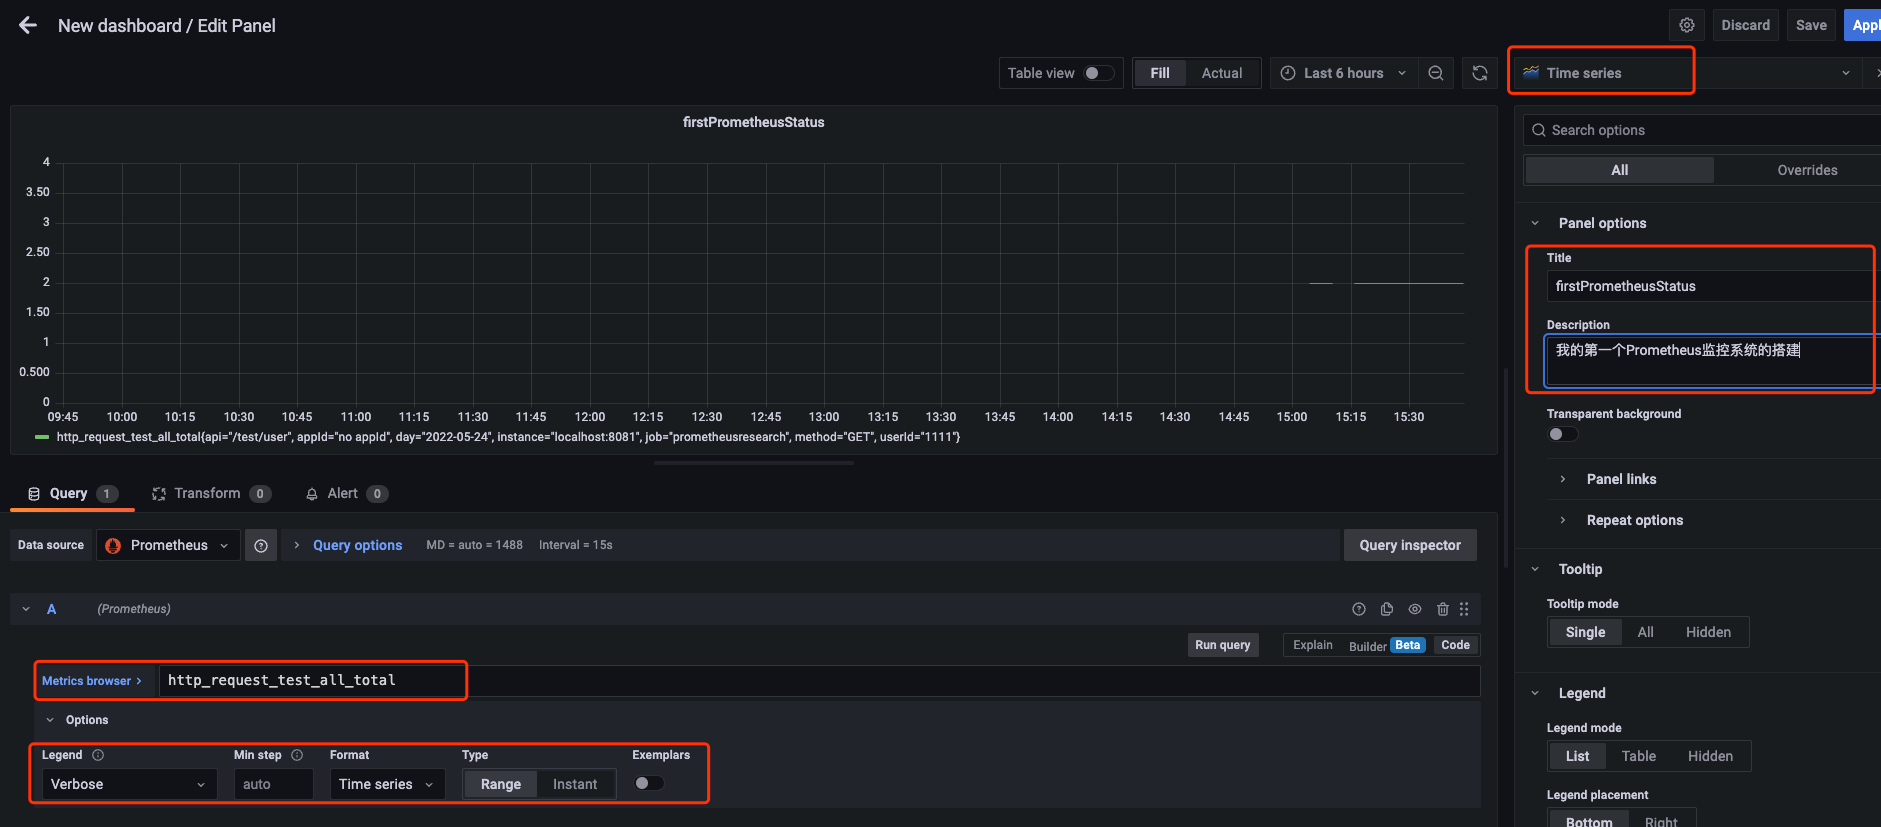 New dashboard / Edit Panel
Discard
Save
Appl
Table view
Fill
Actual
Last 6 hours
Time series
firstPrometheusStatus
4
3.50
3
2.50
2
1.50
1
0.500
0
09:45 10:00 10:15 10:30 10:45 11:00 11:15 11:30 11:45 12:00 12:15 12:30 12:45 13:00 13:15 13:30 13:45 14:00 14:15 14:30 14:45 15:00 15:15 15:30
http_request_test_all_total{api="/test/user", appId="no appId", day="2022-05-24", instance="localhost:8081", job="prometheusresearch", method="GET", userId="1111"}
Query 1
Transform 0
Alert 0
Data source
Prometheus
Query options
MD = auto = 1488
Interval = 15s
Query inspector
A
(Prometheus)
Run query
Explain
Builder Beta
Code
Metrics browser >
http_request_test_all_total
Options
Legend
Min step
Format
Type
Exemplars
Verbose
auto
Time series
Range
Instant
Search options
All
Overrides
Panel options
Title
firstPrometheusStatus
Description
我的第一个Prometheus监控系统的搭建
Transparent background
Panel links
Repeat options
Tooltip
Tooltip mode
Single
All
Hidden
Legend
Legend mode
List
Table
Hidden
Legend placement
Bottom
Right